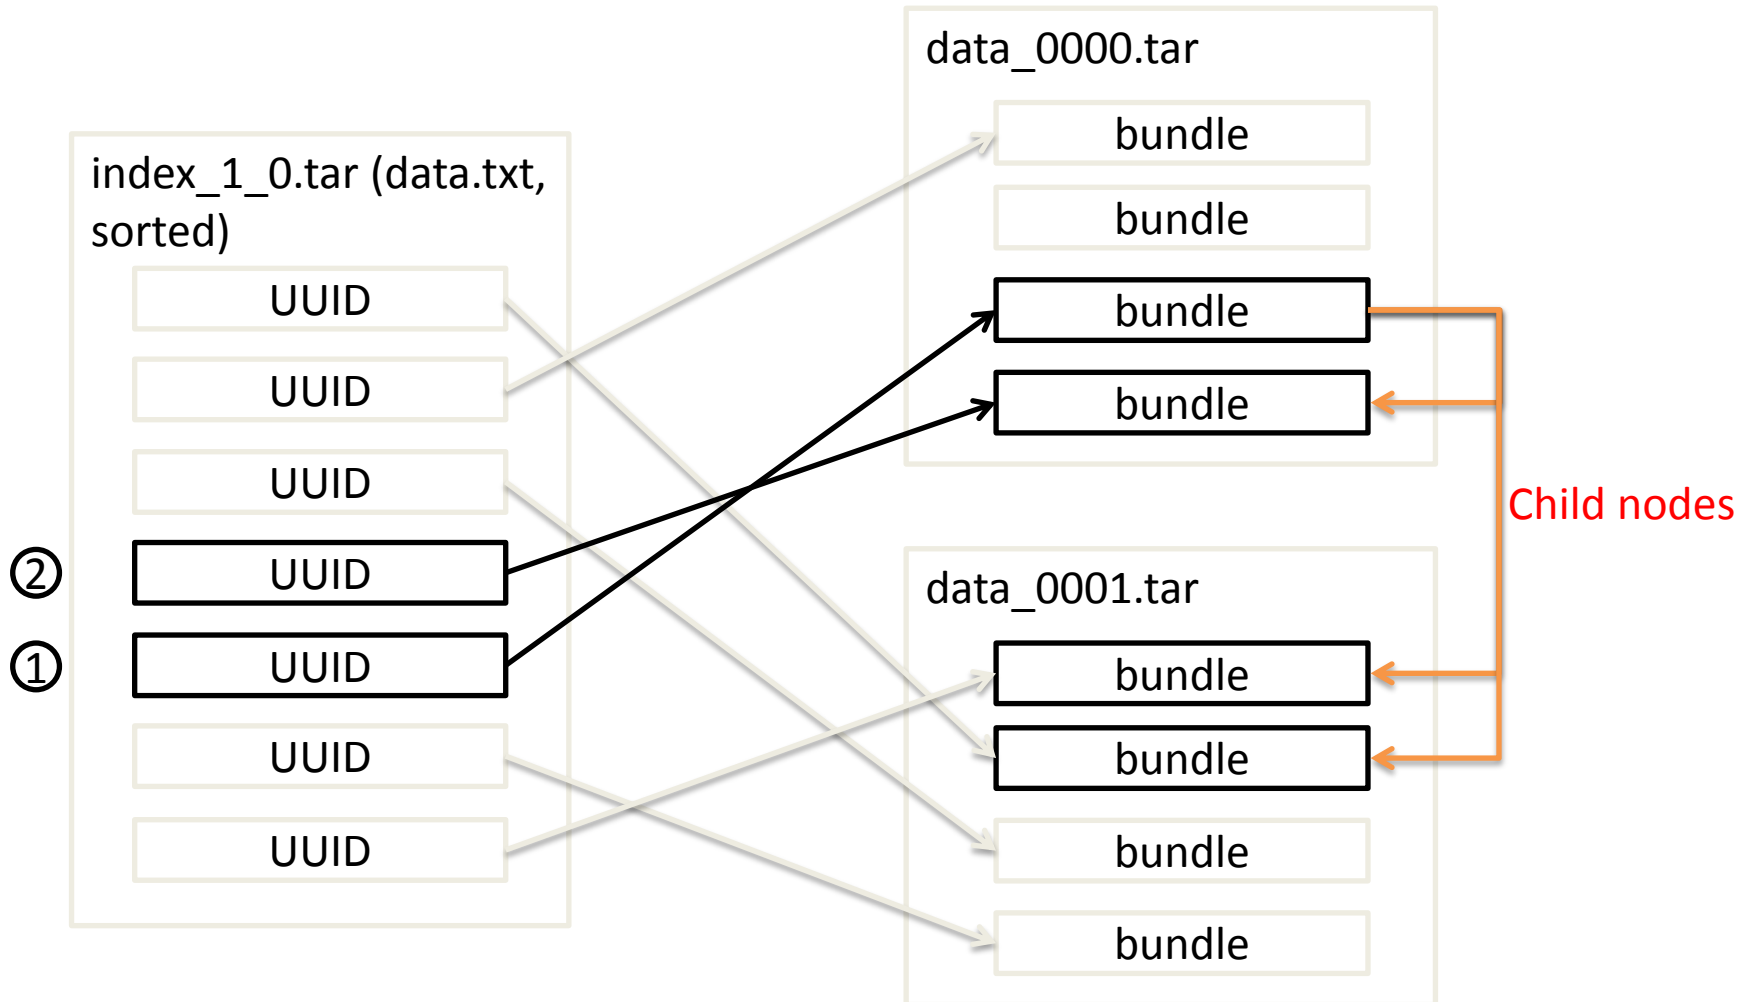 index_1_0.tar (data.txt,
sorted)
UUID
UUID
UUID
② UUID
① UUID
UUID
UUID
data_0000.tar
bundle
bundle
bundle
bundle
Child nodes
data_0001.tar
bundle
bundle
bundle
bundle